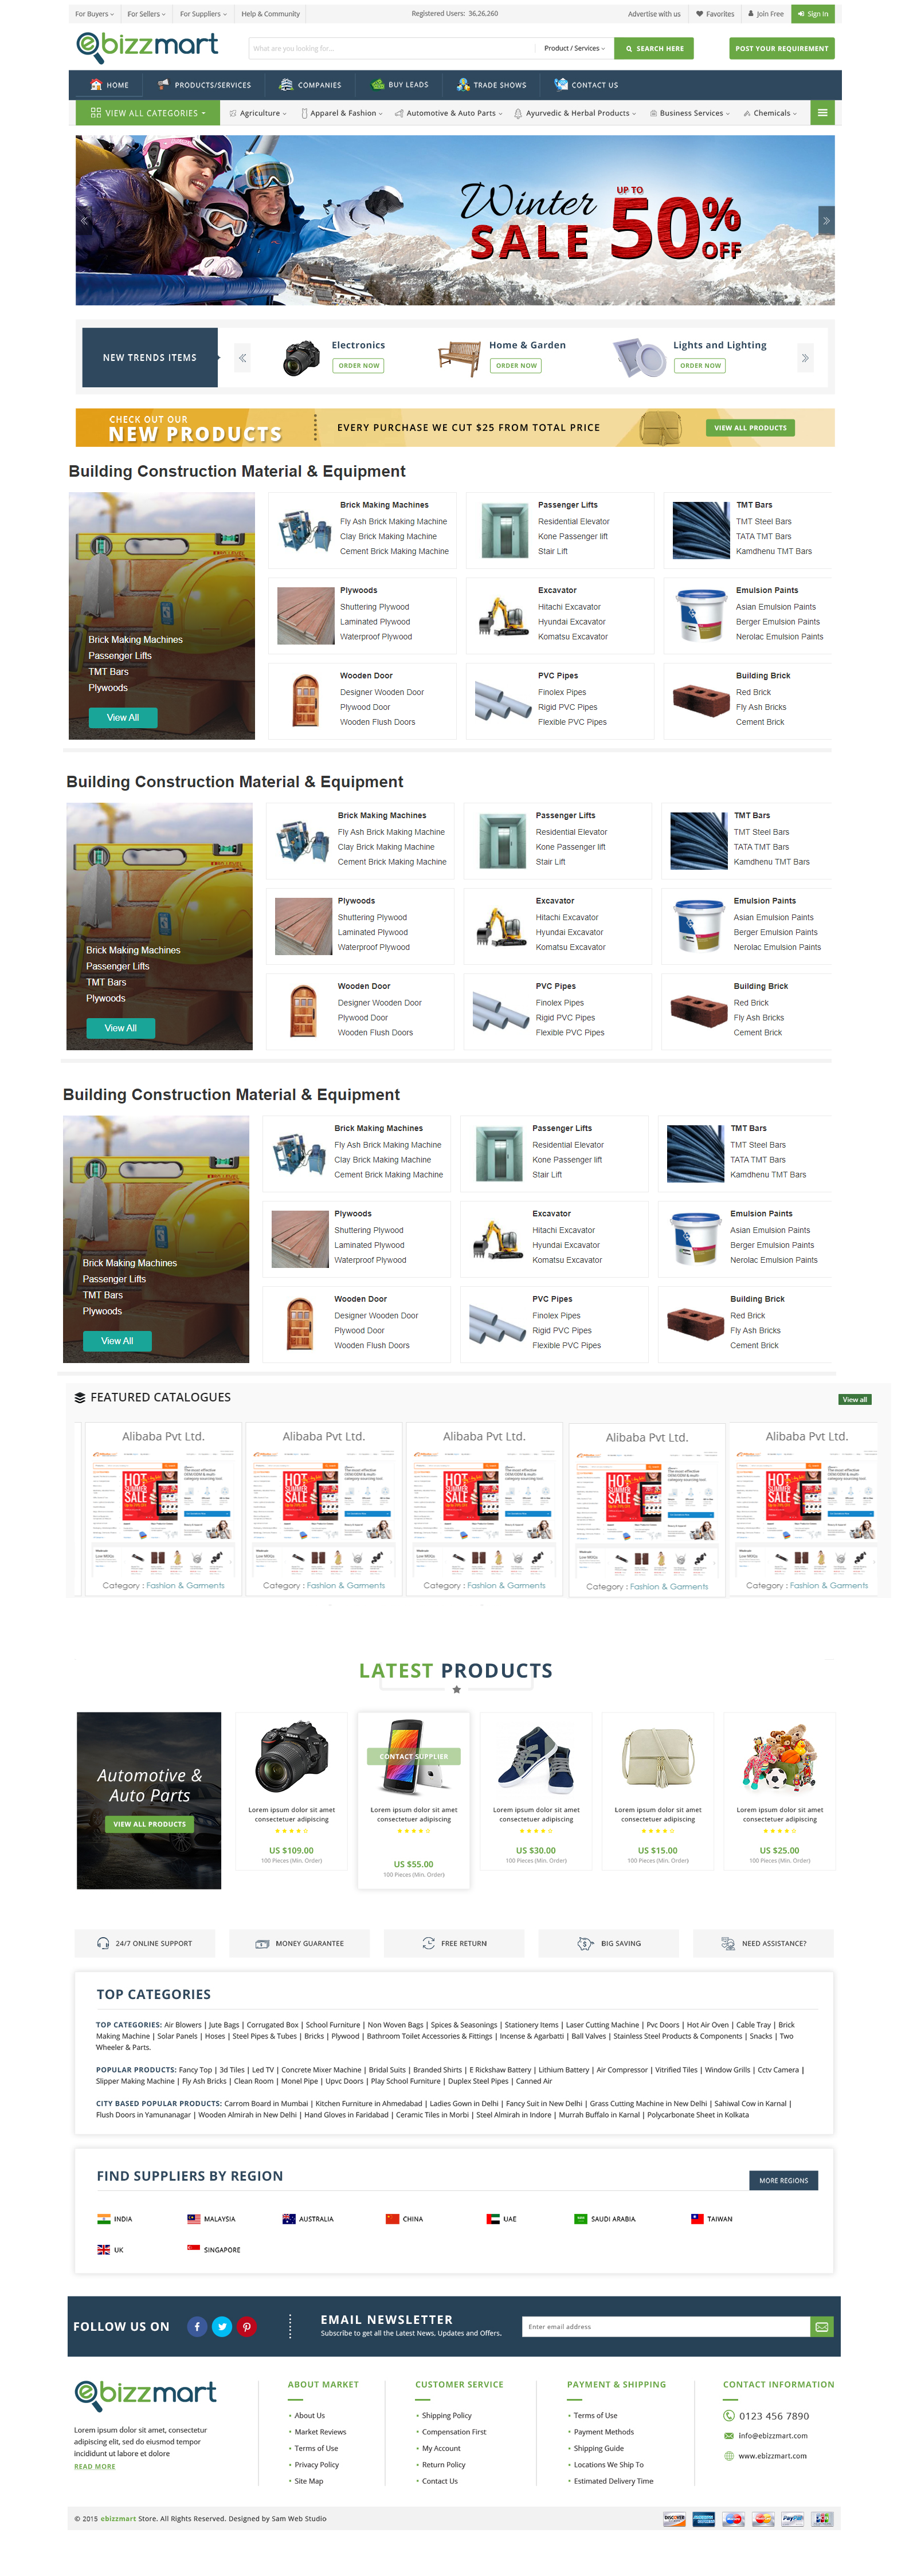 For Buyers
For Sellers
For Suppliers
Help & Community
Registered Users: 36,26,260
Advertise with us
Favorites
Join Free
Sign In
ebizzmart
What are you looking for...
Product / Services
SEARCH HERE
POST YOUR REQUIREMENT
HOME
PRODUCTS/SERVICES
COMPANIES
BUY LEADS
TRADE SHOWS
CONTACT US
VIEW ALL CATEGORIES
Agriculture
Apparel & Fashion
Automotive & Auto Parts
Ayurvedic & Herbal Products
Business Services
Chemicals
Winter
SALE
UP TO
50%
OFF
NEW TRENDS ITEMS
Electronics
ORDER NOW
Home & Garden
ORDER NOW
Lights and Lighting
ORDER NOW
CHECK OUT OUR
NEW PRODUCTS
EVERY PURCHASE WE CUT $25 FROM TOTAL PRICE
VIEW ALL PRODUCTS
Building Construction Material & Equipment
Brick Making Machines
Passenger Lifts
TMT Bars
Plywoods
View All
Brick Making Machines
Fly Ash Brick Making Machine
Clay Brick Making Machine
Cement Brick Making Machine
Passenger Lifts
Residential Elevator
Kone Passenger lift
Stair Lift
TMT Bars
TMT Steel Bars
TATA TMT Bars
Kamdhenu TMT Bars
Plywoods
Shuttering Plywood
Laminated Plywood
Waterproof Plywood
Excavator
Hitachi Excavator
Hyundai Excavator
Komatsu Excavator
Emulsion Paints
Asian Emulsion Paints
Berger Emulsion Paints
Nerolac Emulsion Paints
Wooden Door
Designer Wooden Door
Plywood Door
Wooden Flush Doors
PVC Pipes
Finolex Pipes
Rigid PVC Pipes
Flexible PVC Pipes
Building Brick
Red Brick
Fly Ash Bricks
Cement Brick
Building Construction Material & Equipment
Brick Making Machines
Passenger Lifts
TMT Bars
Plywoods
View All
Brick Making Machines
Fly Ash Brick Making Machine
Clay Brick Making Machine
Cement Brick Making Machine
Passenger Lifts
Residential Elevator
Kone Passenger lift
Stair Lift
TMT Bars
TMT Steel Bars
TATA TMT Bars
Kamdhenu TMT Bars
Plywoods
Shuttering Plywood
Laminated Plywood
Waterproof Plywood
Excavator
Hitachi Excavator
Hyundai Excavator
Komatsu Excavator
Emulsion Paints
Asian Emulsion Paints
Berger Emulsion Paints
Nerolac Emulsion Paints
Wooden Door
Designer Wooden Door
Plywood Door
Wooden Flush Doors
PVC Pipes
Finolex Pipes
Rigid PVC Pipes
Flexible PVC Pipes
Building Brick
Red Brick
Fly Ash Bricks
Cement Brick
Building Construction Material & Equipment
Brick Making Machines
Passenger Lifts
TMT Bars
Plywoods
View All
Brick Making Machines
Fly Ash Brick Making Machine
Clay Brick Making Machine
Cement Brick Making Machine
Passenger Lifts
Residential Elevator
Kone Passenger lift
Stair Lift
TMT Bars
TMT Steel Bars
TATA TMT Bars
Kamdhenu TMT Bars
Plywoods
Shuttering Plywood
Laminated Plywood
Waterproof Plywood
Excavator
Hitachi Excavator
Hyundai Excavator
Komatsu Excavator
Emulsion Paints
Asian Emulsion Paints
Berger Emulsion Paints
Nerolac Emulsion Paints
Wooden Door
Designer Wooden Door
Plywood Door
Wooden Flush Doors
PVC Pipes
Finolex Pipes
Rigid PVC Pipes
Flexible PVC Pipes
Building Brick
Red Brick
Fly Ash Bricks
Cement Brick
FEATURED CATALOGUES
View all
Alibaba Pvt Ltd.
HOT SUMMER SALE
Category : Fashion & Garments
Alibaba Pvt Ltd.
HOT SUMMER SALE
Category : Fashion & Garments
Alibaba Pvt Ltd.
HOT SUMMER SALE
Category : Fashion & Garments
Alibaba Pvt Ltd.
HOT SUMMER SALE
Category : Fashion & Garments
Alibaba Pvt Ltd.
HOT SUMMER SALE
Category : Fashion & Garments
LATEST PRODUCTS
Automotive &
Auto Parts
VIEW ALL PRODUCTS
Lorem ipsum dolor sit amet
consectetuer adipiscing
US $109.00
100 Pieces (Min. Order)
CONTACT SUPPLIER
Lorem ipsum dolor sit amet
consectetuer adipiscing
US $55.00
100 Pieces (Min. Order)
Lorem ipsum dolor sit amet
consectetuer adipiscing
US $30.00
100 Pieces (Min. Order)
Lorem ipsum dolor sit amet
consectetuer adipiscing
US $15.00
100 Pieces (Min. Order)
Lorem ipsum dolor sit amet
consectetuer adipiscing
US $25.00
100 Pieces (Min. Order)
24/7 ONLINE SUPPORT
MONEY GUARANTEE
FREE RETURN
BIG SAVING
NEED ASSISTANCE?
TOP CATEGORIES
TOP CATEGORIES: Air Blowers | Jute Bags | Corrugated Box | School Furniture | Non Woven Bags | Spices & Seasonings | Stationery Items | Laser Cutting Machine | Pvc Doors | Hot Air Oven | Cable Tray | Brick
Making Machine | Solar Panels | Hoses | Steel Pipes & Tubes | Bricks | Plywood | Bathroom Toilet Accessories & Fittings | Incense & Agarbatti | Ball Valves | Stainless Steel Products & Components | Snacks | Two
Wheeler & Parts.
POPULAR PRODUCTS: Fancy Top | 3d Tiles | Led TV | Concrete Mixer Machine | Bridal Suits | Branded Shirts | E Rickshaw Battery | Lithium Battery | Air Compressor | Vitrified Tiles | Window Grills | Cctv Camera |
Slipper Making Machine | Fly Ash Bricks | Clean Room | Monel Pipe | Upvc Doors | Play School Furniture | Duplex Steel Pipes | Canned Air
CITY BASED POPULAR PRODUCTS: Carrom Board in Mumbai | Kitchen Furniture in Ahmedabad | Ladies Gown in Delhi | Fancy Suit in New Delhi | Grass Cutting Machine in New Delhi | Sahiwal Cow in Karnal |
Flush Doors in Yamunanagar | Wooden Almirah in New Delhi | Hand Gloves in Faridabad | Ceramic Tiles in Morbi | Steel Almirah in Indore | Murrah Buffalo in Karnal | Polycarbonate Sheet in Kolkata
FIND SUPPLIERS BY REGION
MORE REGIONS
INDIA
MALAYSIA
AUSTRALIA
CHINA
UAE
SAUDI ARABIA
TAIWAN
UK
SINGAPORE
FOLLOW US ON
EMAIL NEWSLETTER
Subscribe to get all the Latest News, Updates and Offers.
Enter email address
ebizzmart
Lorem ipsum dolor sit amet, consectetur
adipiscing elit, sed do eiusmod tempor
incididunt ut labore et dolore
READ MORE
ABOUT MARKET
About Us
Market Reviews
Terms of Use
Privacy Policy
Site Map
CUSTOMER SERVICE
Shipping Policy
Compensation First
My Account
Return Policy
Contact Us
PAYMENT & SHIPPING
Terms of Use
Payment Methods
Shipping Guide
Locations We Ship To
Estimated Delivery Time
CONTACT INFORMATION
0123 456 7890
info@ebizzmart.com
www.ebizzmart.com
© 2015 ebizzmart Store. All Rights Reserved. Designed by Sam Web Studio
DISCOVER
PayPal